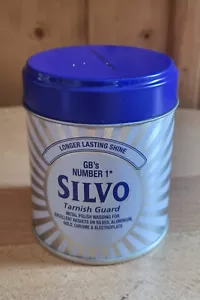 LONGER LASTING SHINE
GB's
NUMBER 1*
SILVO
Tarnish Guard
METAL POLISH WADDING FOR
EXCELLENT RESULTS ON SILVER, ALUMINIUM,
GOLD, CHROME & ELECTROPLATE